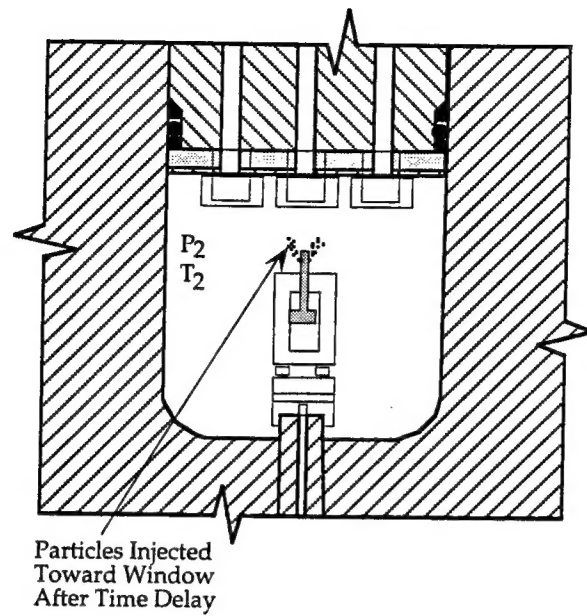 P2
T2
Particles Injected
Toward Window
After Time Delay